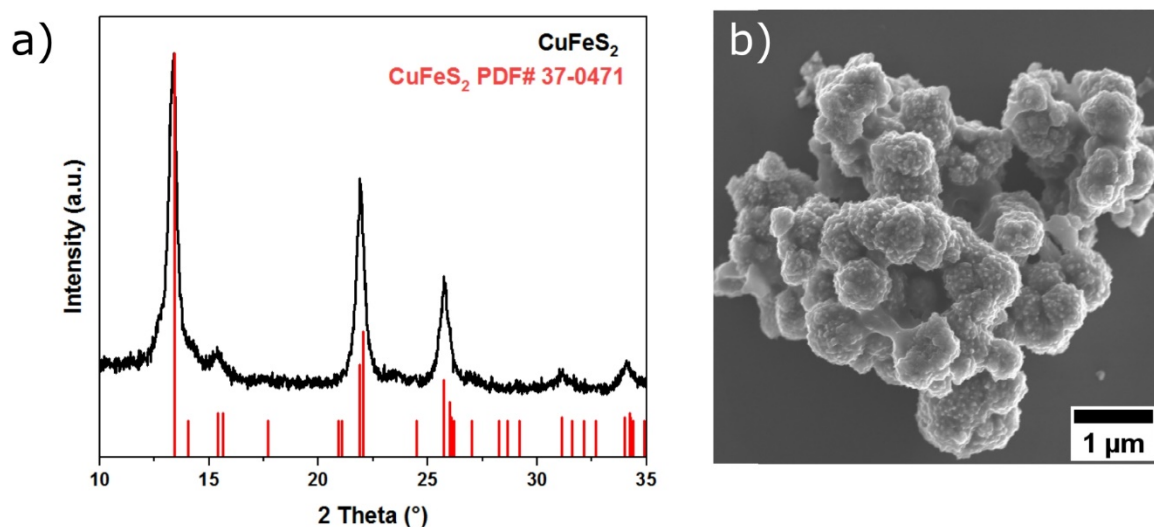 a)
CuFeS₂
CuFeS₂ PDF# 37-0471
Intensity (a.u.)
10 15 20 25 30 35
2 Theta (°)
b)
1 µm